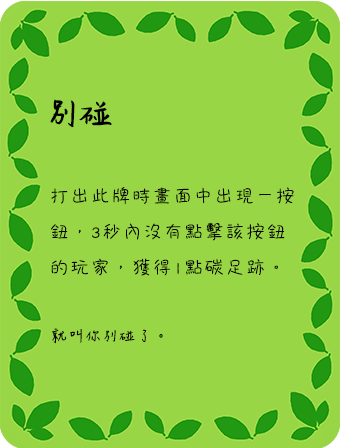 別碰
打出此牌時畫面中出現一按
鈕，3秒內沒有點擊該按鈕
的玩家，獲得1點碳足跡。
就叫你別碰了。